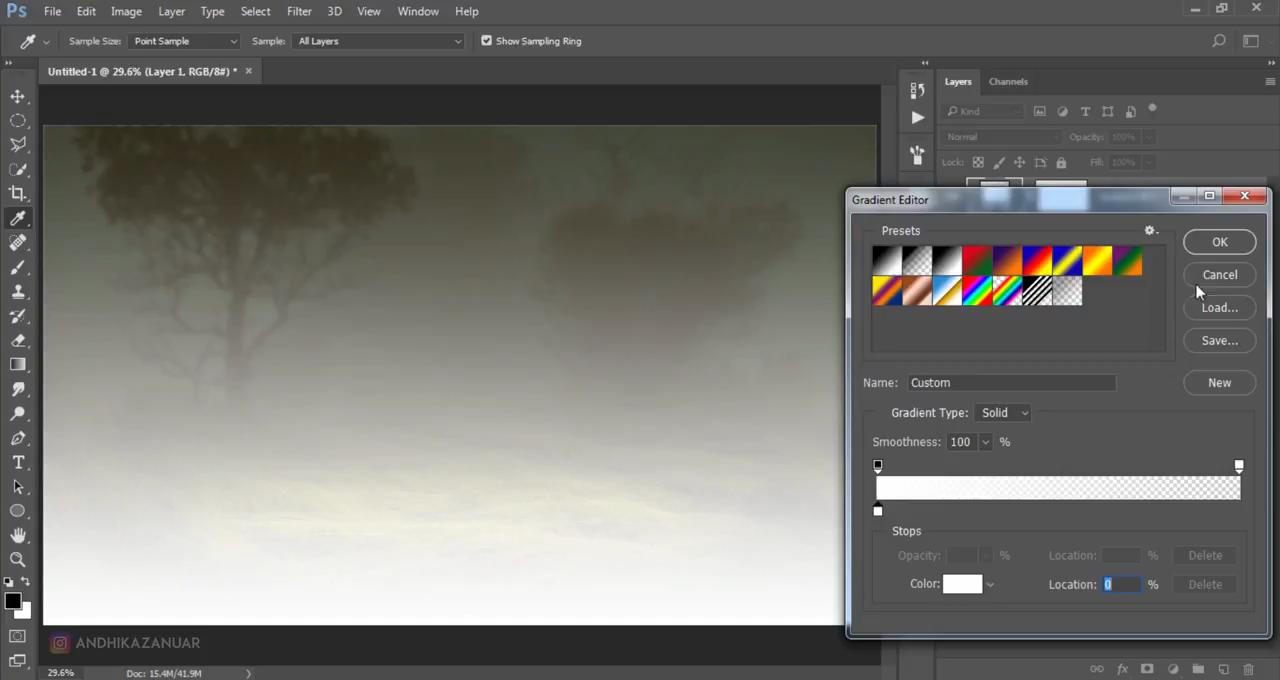 Ps File Edit Image Layer Type Select Filter 3D View Window Help
Sample Size: Point Sample Sample: All Layers Show Sampling Ring
Untitled-1 @ 29.6% (Layer 1, RGB/8#) * ×
Layers Channels
Kind
Normal Opacity: 100%
Lock: Fill: 100%
Gradient Editor
Presets
OK
Cancel
Load...
Save...
Name: Custom New
Gradient Type: Solid
Smoothness: 100 %
Stops
Opacity: % Location: % Delete
Color: Location: 0 % Delete
ANDHIKAZANUAR
29.6% Doc: 15.4M/41.9M